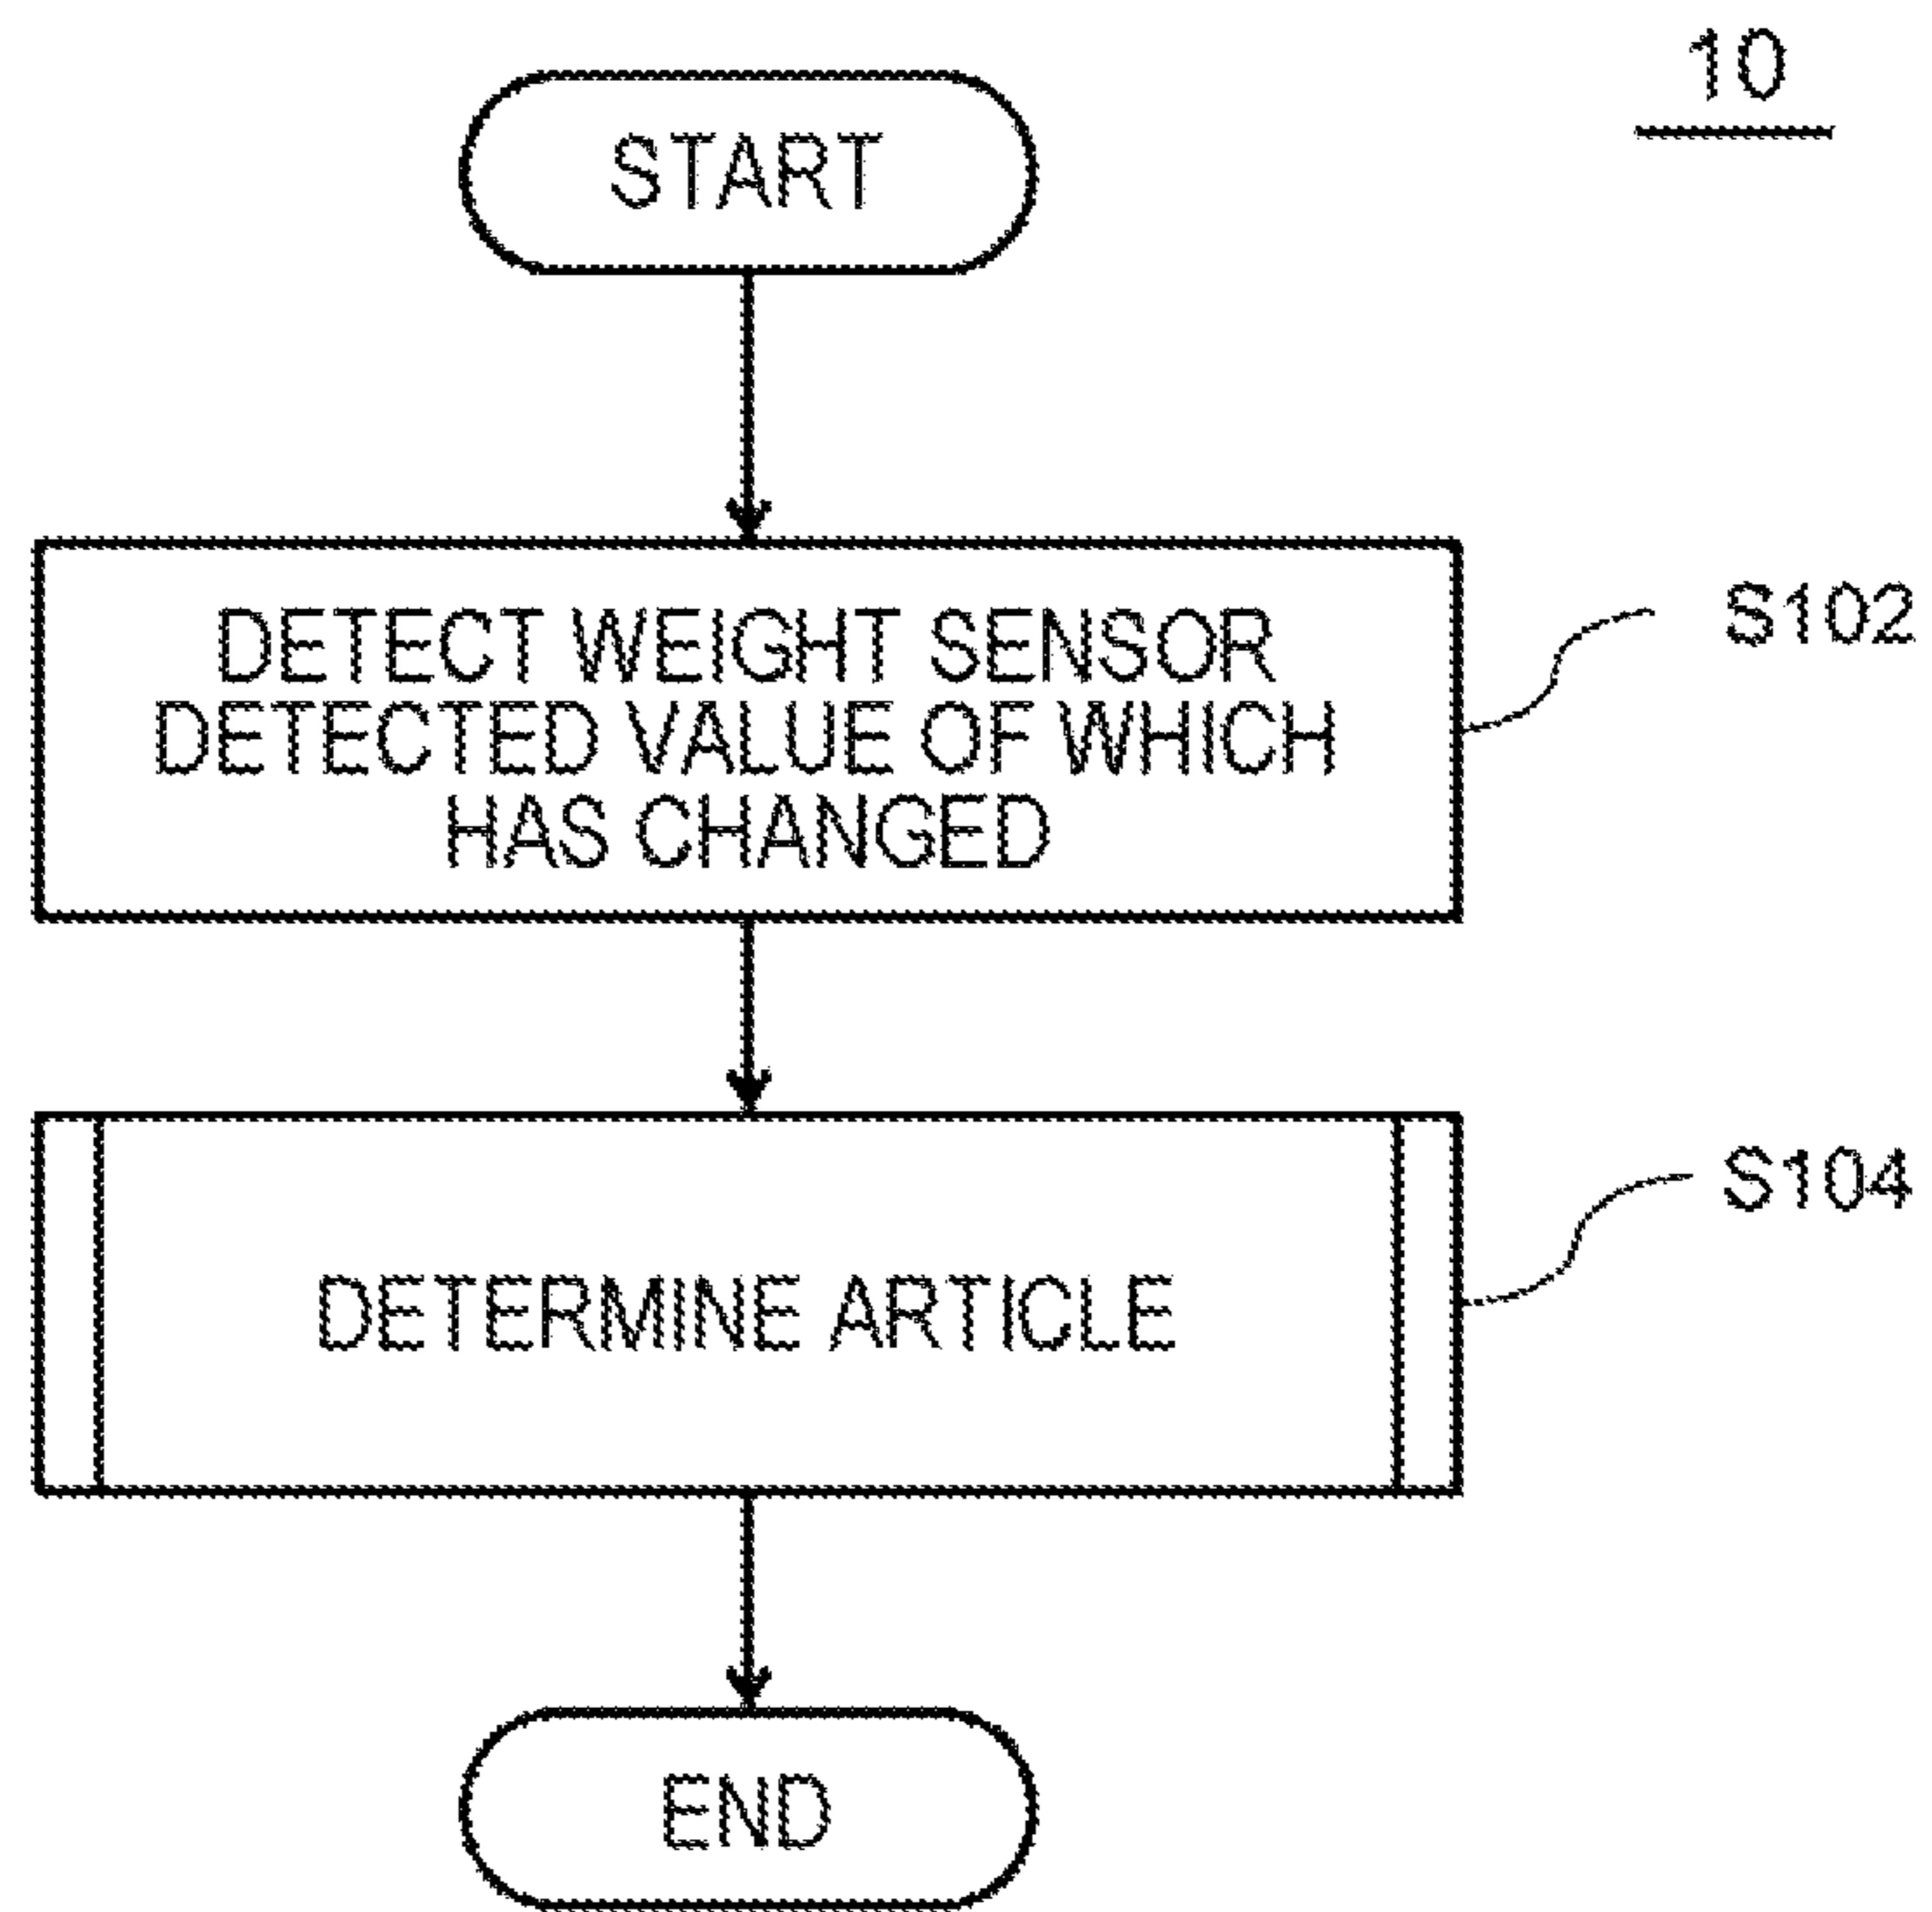 10
START
DETECT WEIGHT SENSOR
DETECTED VALUE OF WHICH
HAS CHANGED
S102
DETERMINE ARTICLE
S104
END